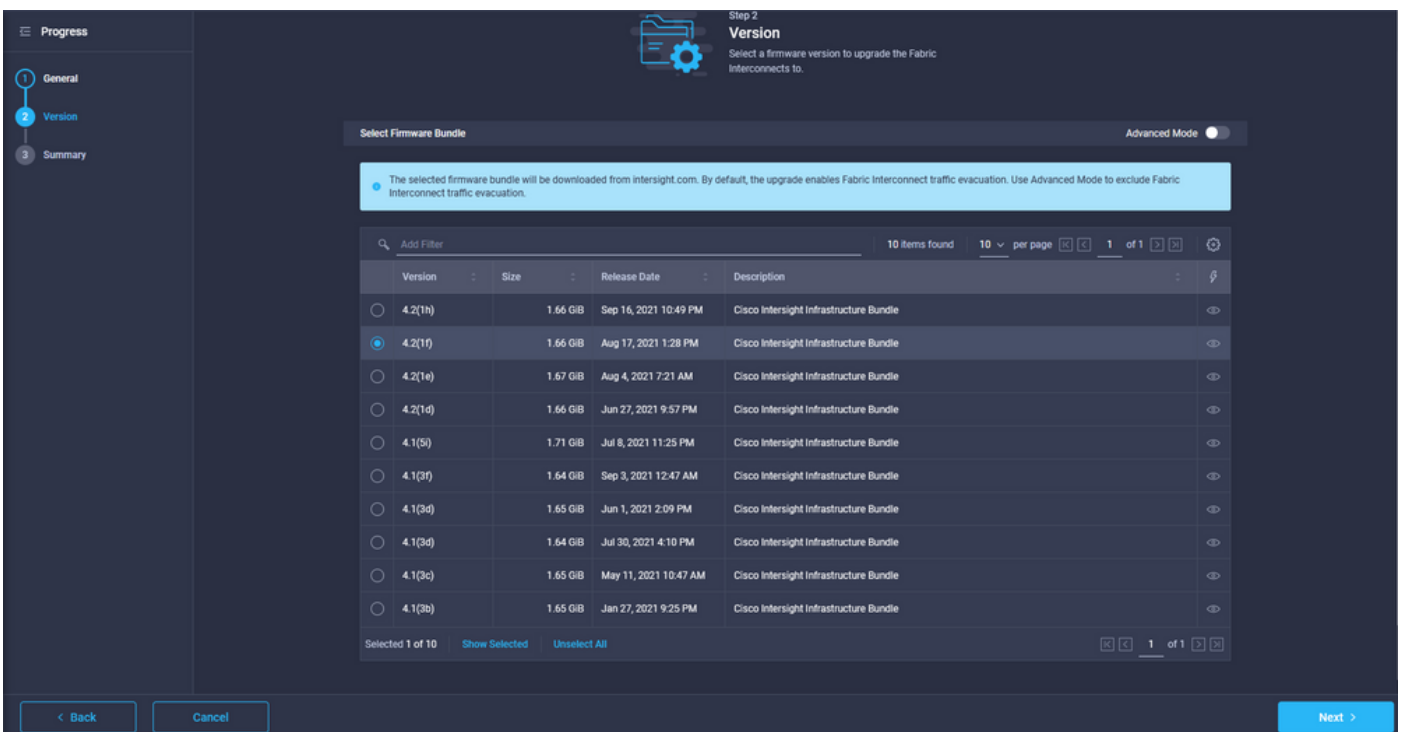 Progress
1 General
2 Version
3 Summary
Step 2
Version
Select a firmware version to upgrade the Fabric
Interconnects to.
Select Firmware Bundle Advanced Mode
The selected firmware bundle will be downloaded from intersight.com. By default, the upgrade enables Fabric Interconnect traffic evacuation. Use Advanced Mode to exclude Fabric
Interconnect traffic evacuation.
Add Filter 10 items found 10 per page 1 of 1
Version Size Release Date Description
4.2(1h) 1.66 GiB Sep 16, 2021 10:49 PM Cisco Intersight Infrastructure Bundle
4.2(1f) 1.66 GiB Aug 17, 2021 1:28 PM Cisco Intersight Infrastructure Bundle
4.2(1e) 1.67 GiB Aug 4, 2021 7:21 AM Cisco Intersight Infrastructure Bundle
4.2(1d) 1.66 GiB Jun 27, 2021 9:57 PM Cisco Intersight Infrastructure Bundle
4.1(5i) 1.71 GiB Jul 8, 2021 11:25 PM Cisco Intersight Infrastructure Bundle
4.1(3f) 1.64 GiB Sep 3, 2021 12:47 AM Cisco Intersight Infrastructure Bundle
4.1(3d) 1.65 GiB Jun 1, 2021 2:09 PM Cisco Intersight Infrastructure Bundle
4.1(3d) 1.64 GiB Jul 30, 2021 4:10 PM Cisco Intersight Infrastructure Bundle
4.1(3c) 1.65 GiB May 11, 2021 10:47 AM Cisco Intersight Infrastructure Bundle
4.1(3b) 1.65 GiB Jan 27, 2021 9:25 PM Cisco Intersight Infrastructure Bundle
Selected 1 of 10 Show Selected Unselect All 1 of 1
< Back Cancel Next >